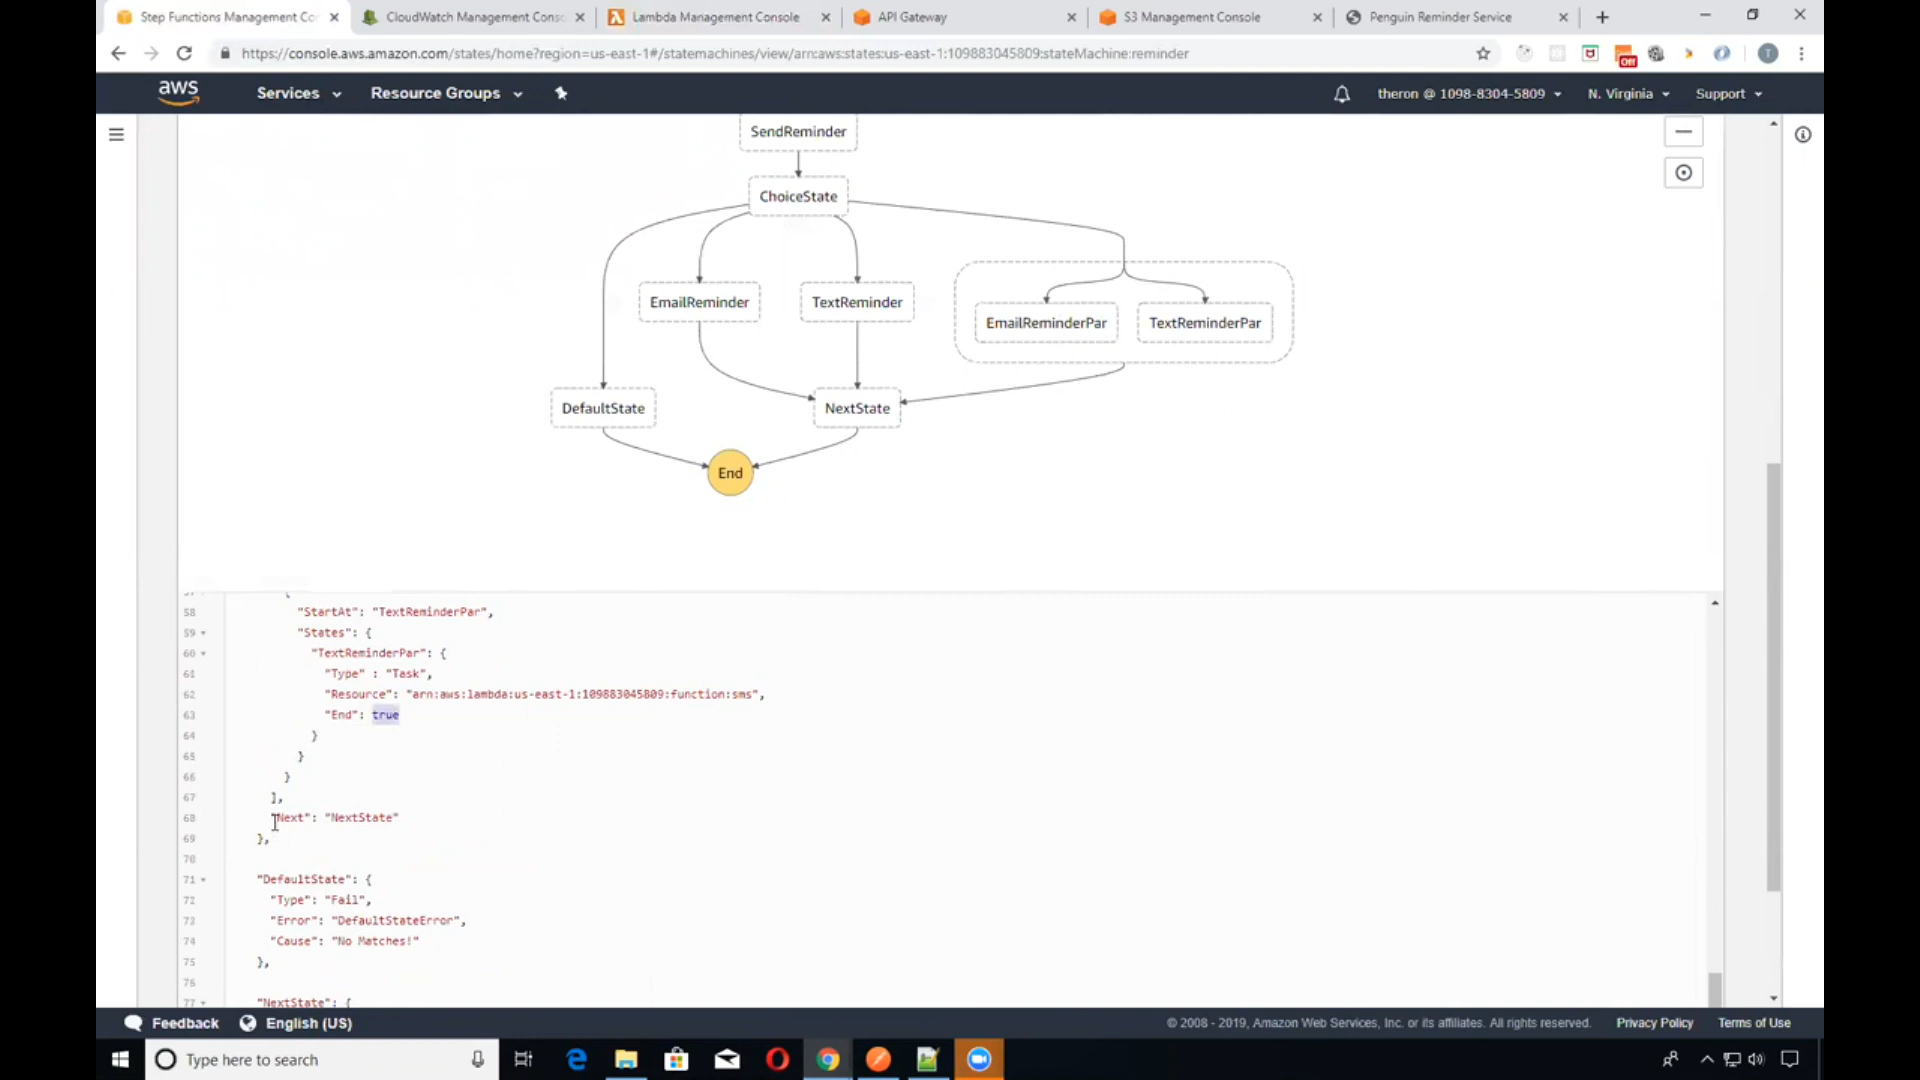 Step Functions Management Co
CloudWatch Management Conso
Lambda Management Console
API Gateway
S3 Management Console
Penguin Reminder Service
https://console.aws.amazon.com/states/home?region=us-east-1#/statemachines/view/arn:aws:states:us-east-1:109883045809:stateMachine:reminder
Off
T
aws
Services
Resource Groups
theron @ 1098-8304-5809
N. Virginia
Support
SendReminder
ChoiceState
EmailReminder
TextReminder
EmailReminderPar
TextReminderPar
DefaultState
NextState
End
57 {
58 "StartAt": "TextReminderPar",
59 "States": {
60 "TextReminderPar": {
61 "Type" : "Task",
62 "Resource": "arn:aws:lambda:us-east-1:109883045809:function:sms",
63 "End": true
64 }
65 }
66 }
67 ],
68 "Next": "NextState"
69 },
70
71 "DefaultState": {
72 "Type": "Fail",
73 "Error": "DefaultStateError",
74 "Cause": "No Matches!"
75 },
76
77 "NextState": {
Feedback
English (US)
© 2008 - 2019, Amazon Web Services, Inc. or its affiliates. All rights reserved.
Privacy Policy
Terms of Use
Type here to search